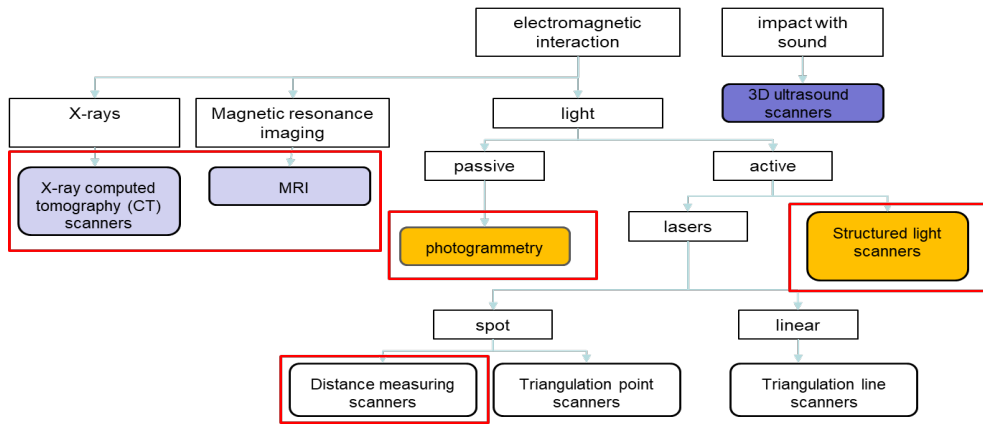 electromagnetic
interaction
impact with
sound
X-rays
Magnetic resonance
imaging
light
3D ultrasound
scanners
passive
active
X-ray computed
tomography (CT)
scanners
MRI
lasers
Structured light
scanners
photogrammetry
spot
linear
Distance measuring
scanners
Triangulation point
scanners
Triangulation line
scanners